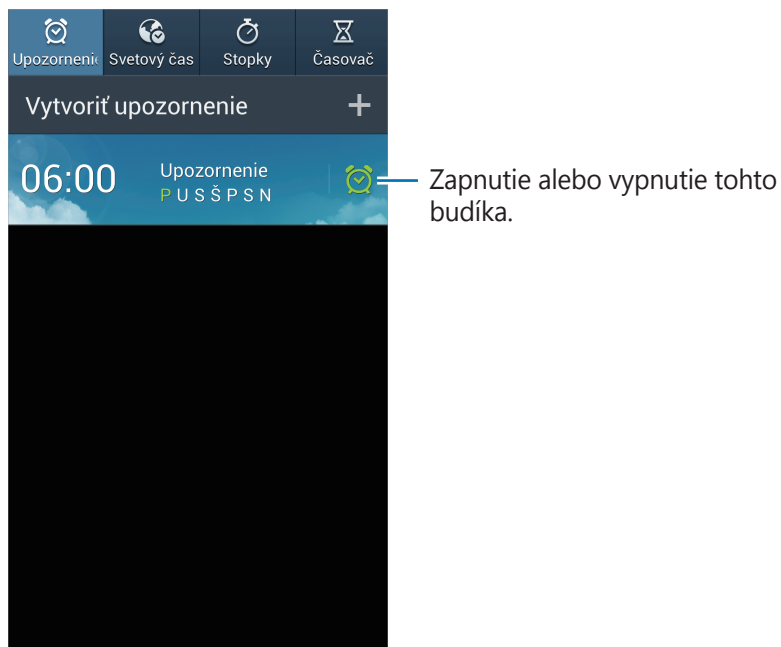 Upozornenie Svetový čas Stopky Časovač
Vytvoriť upozornenie +
06:00 Upozornenie
P U S Š P S N
Zapnutie alebo vypnutie tohto
budíka.